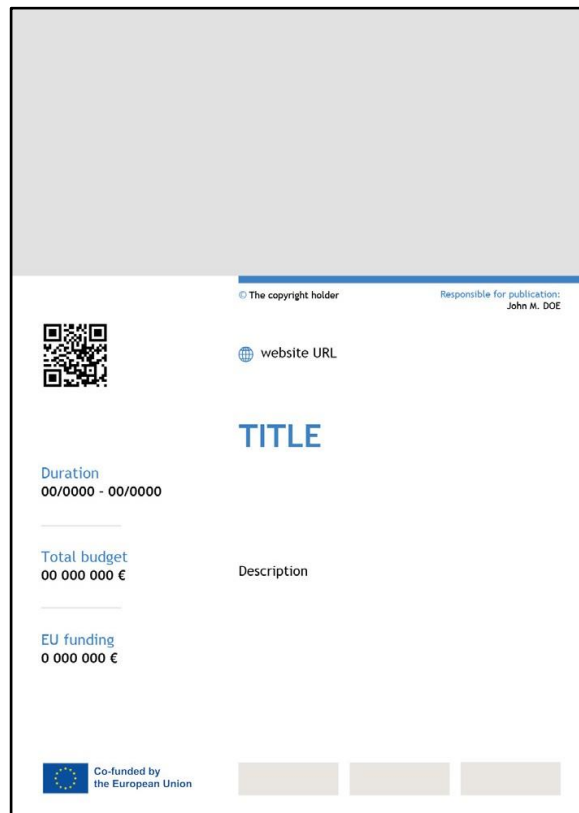 © The copyright holder
Responsible for publication:
John M. DOE
website URL
TITLE
Duration
00/0000 - 00/0000
Total budget
00 000 000 €
Description
EU funding
0 000 000 €
Co-funded by
the European Union